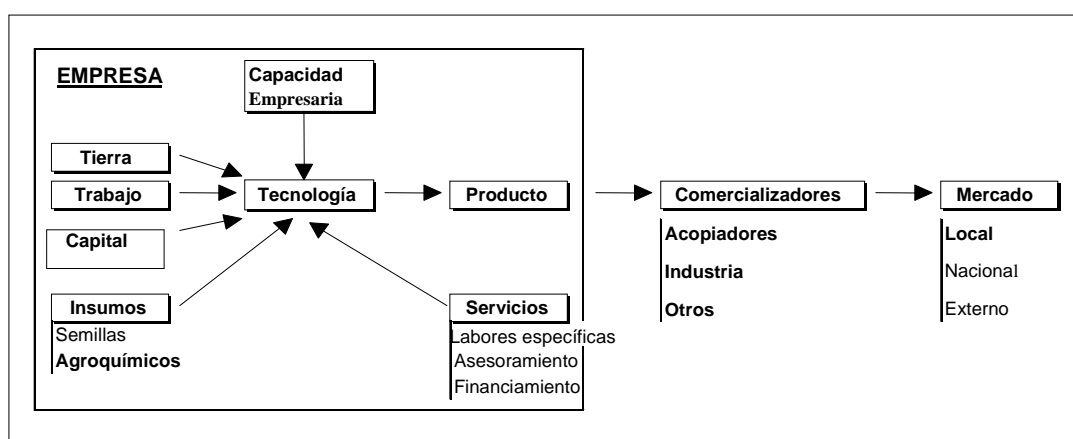 EMPRESA
Capacidad
Empresaria
Tierra
Trabajo
Capital
Tecnología
Producto
Comercializadores
Mercado
Acopiadores
Industria
Otros
Local
Nacional
Externo
Insumos
Semillas
Agroquímicos
Servicios
Labores específicas
Asesoramiento
Financiamiento